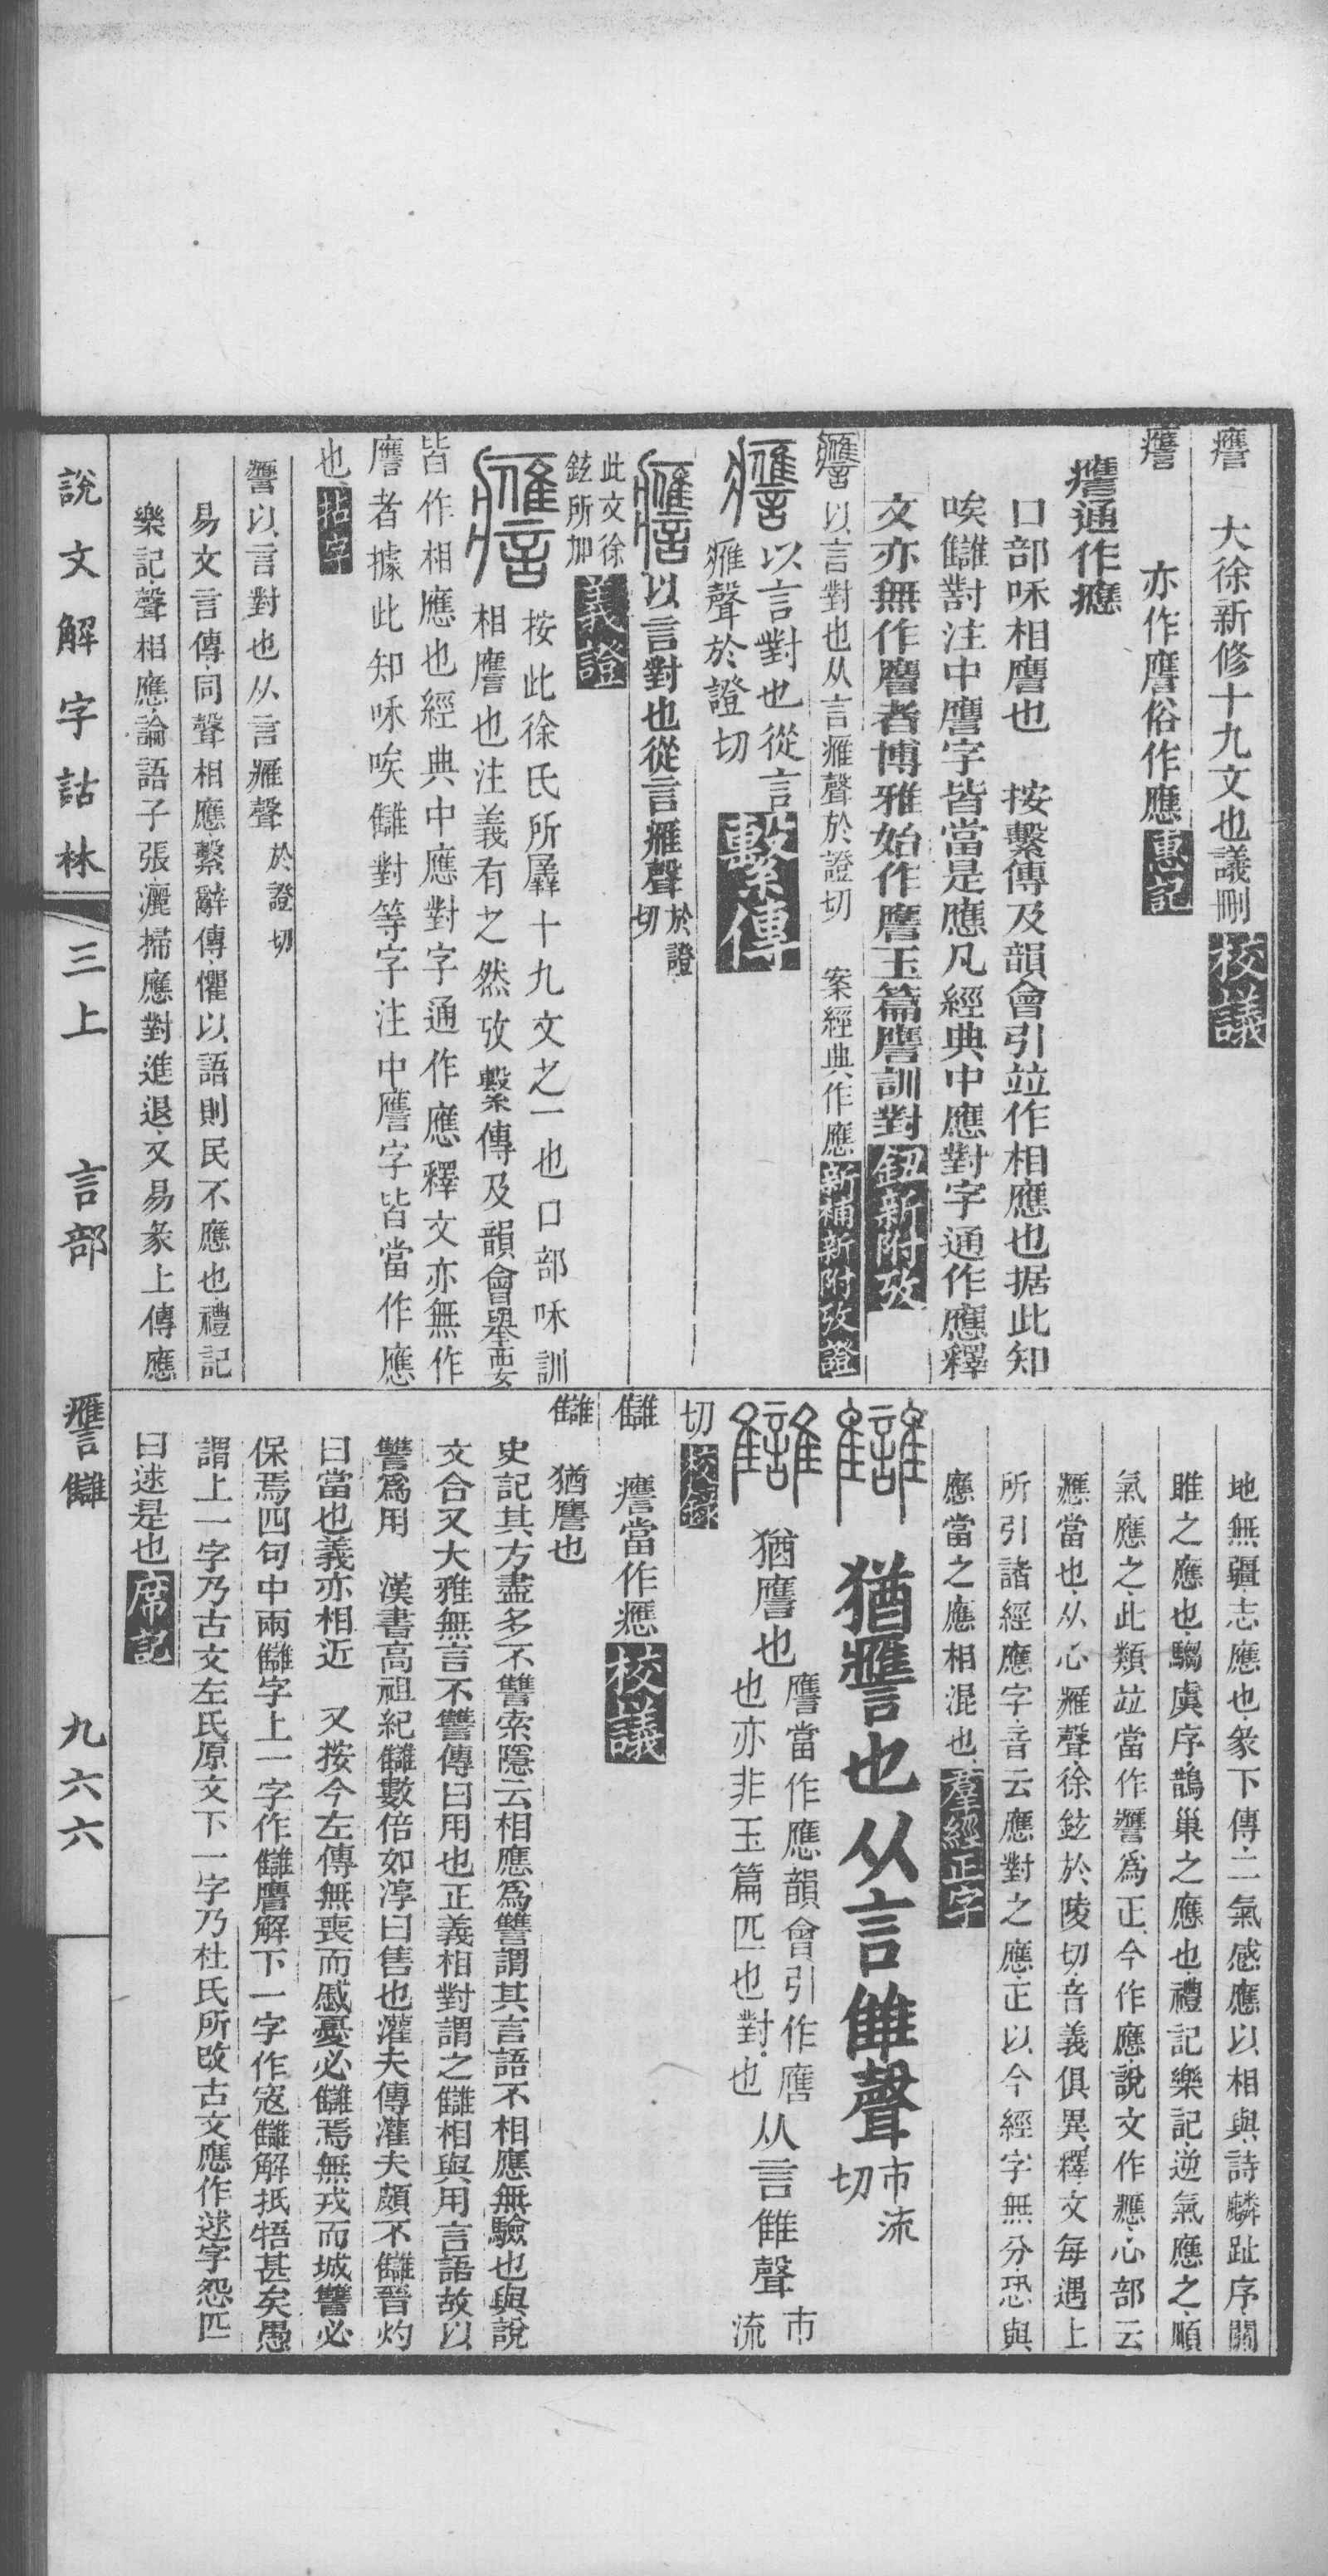 譍 大徐新修十九文也議刪 校議
譍 亦作譍俗作應 惠記
譍通作應
口部咊相譍也 按繫傳及韻會引竝作相應也据此知
唉讎對注中譍字皆當是應凡經典中應對字通作應釋
文亦無作譍者博雅始作譍玉篇譍訓對 鈕新附攷
譍以言對也从言䧹聲於證切 案經典作應 新補新附攷證
譍以言對也從言
䧹聲於證切 繫傳
譍以言對也從言䧹聲於證切
此文徐
鉉所加 義證
譍按此徐氏所羼十九文之一也口部咊訓
相譍也注義有之然攷繫傳及韻會舉要
皆作相應也經典中應對字通作應釋文亦無作
譍者據此知咊唉讎對等字注中譍字皆當作應
也 拈字
譍以言對也从言䧹聲於證切
易文言傳同聲相應繫辭傳懼以語則民不應也禮記
樂記聲相應論語子張灑掃應對進退又易彖上傳應
地無疆志應也彖下傳二氣感應以相與詩麟趾序關
雎之應也騶虞序鵲巢之應也禮記樂記逆氣應之順
氣應之此類竝當作譍爲正今作應說文作應心部云
應當也从心䧹聲徐鉉於陵切音義俱異釋文每遇上
所引諸經應字音云應對之應正以今經字無分恐與
應當之應相混也 羣經正字
讎 猶譍也从言雔聲市流切
讎 猶譍也譍當作應韻會引作譍
也亦非玉篇匹也對也从言雔聲市流
切 校錄
讎 譍當作應 校議
讎 猶譍也
史記其方盡多不讐索隱云相應爲讐謂其言語不相應無驗也與說
文合又大雅無言不讐傳曰用也正義相對謂之讎相與用言語故以
讐爲用 漢書高祖紀讎數倍如淳曰售也灌夫傳灌夫頗不讎晉灼
曰當也義亦相近 又按今左傳無喪而慼憂必讎焉無戎而城讐必
保焉四句中兩讎字上一字作讎譍解下一字作寇讎解抵牾甚矣愚
謂上一字乃古文左氏原文下一字乃杜氏所改古文應作逑字怨匹
曰逑是也 席記
說文解字詁林 三上 言部 譍讎 九六六